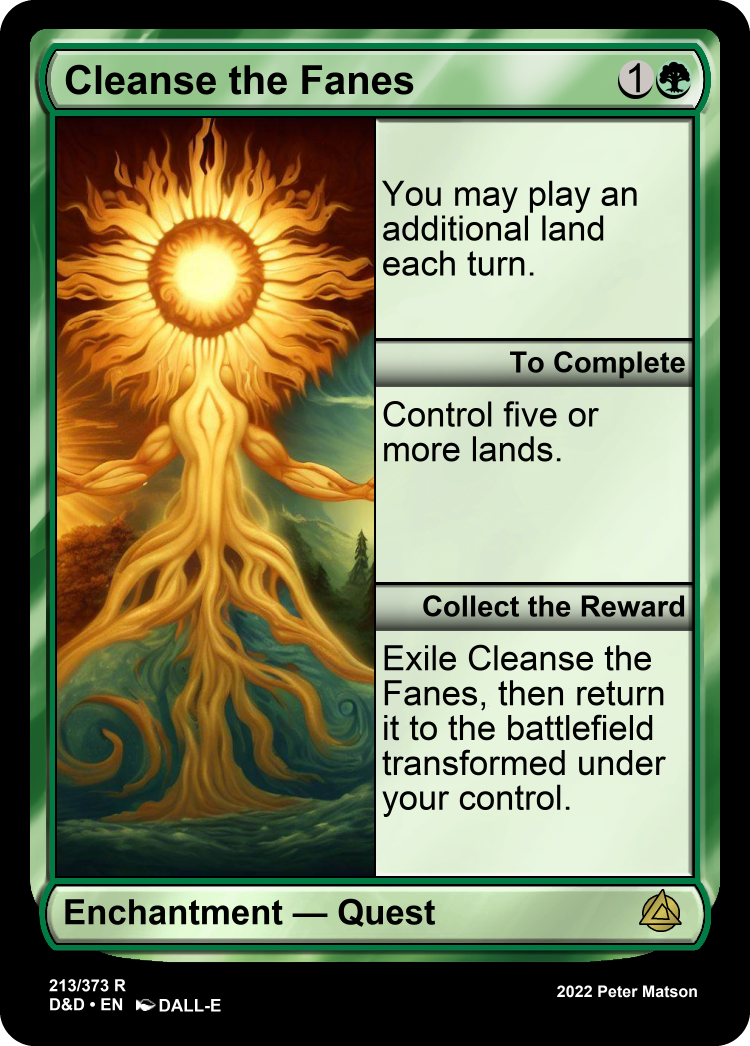 Cleanse the Fanes 1
You may play an
additional land
each turn.
To Complete
Control five or
more lands.
Collect the Reward
Exile Cleanse the
Fanes, then return
it to the battlefield
transformed under
your control.
Enchantment — Quest
213/373 R
D&D • EN DALL-E
2022 Peter Matson